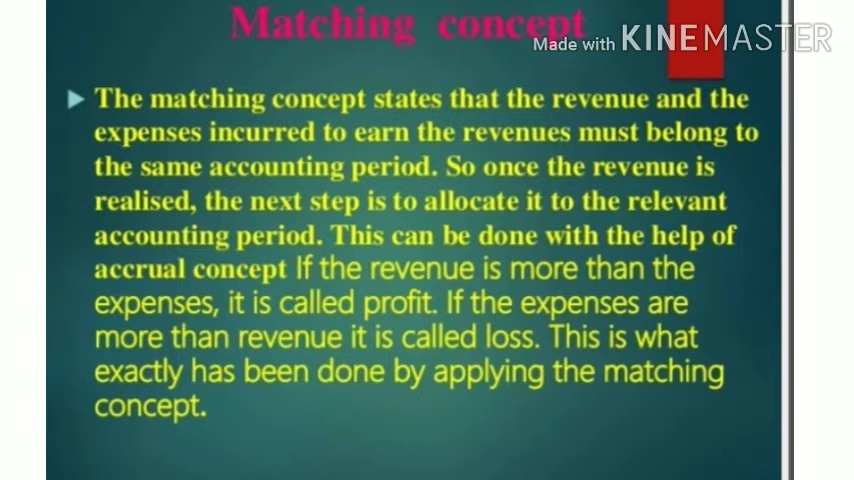 Matching concept
Made with KINEMASTER
The matching concept states that the revenue and the
expenses incurred to earn the revenues must belong to
the same accounting period. So once the revenue is
realised, the next step is to allocate it to the relevant
accounting period. This can be done with the help of
accrual concept If the revenue is more than the
expenses, it is called profit. If the expenses are
more than revenue it is called loss. This is what
exactly has been done by applying the matching
concept.